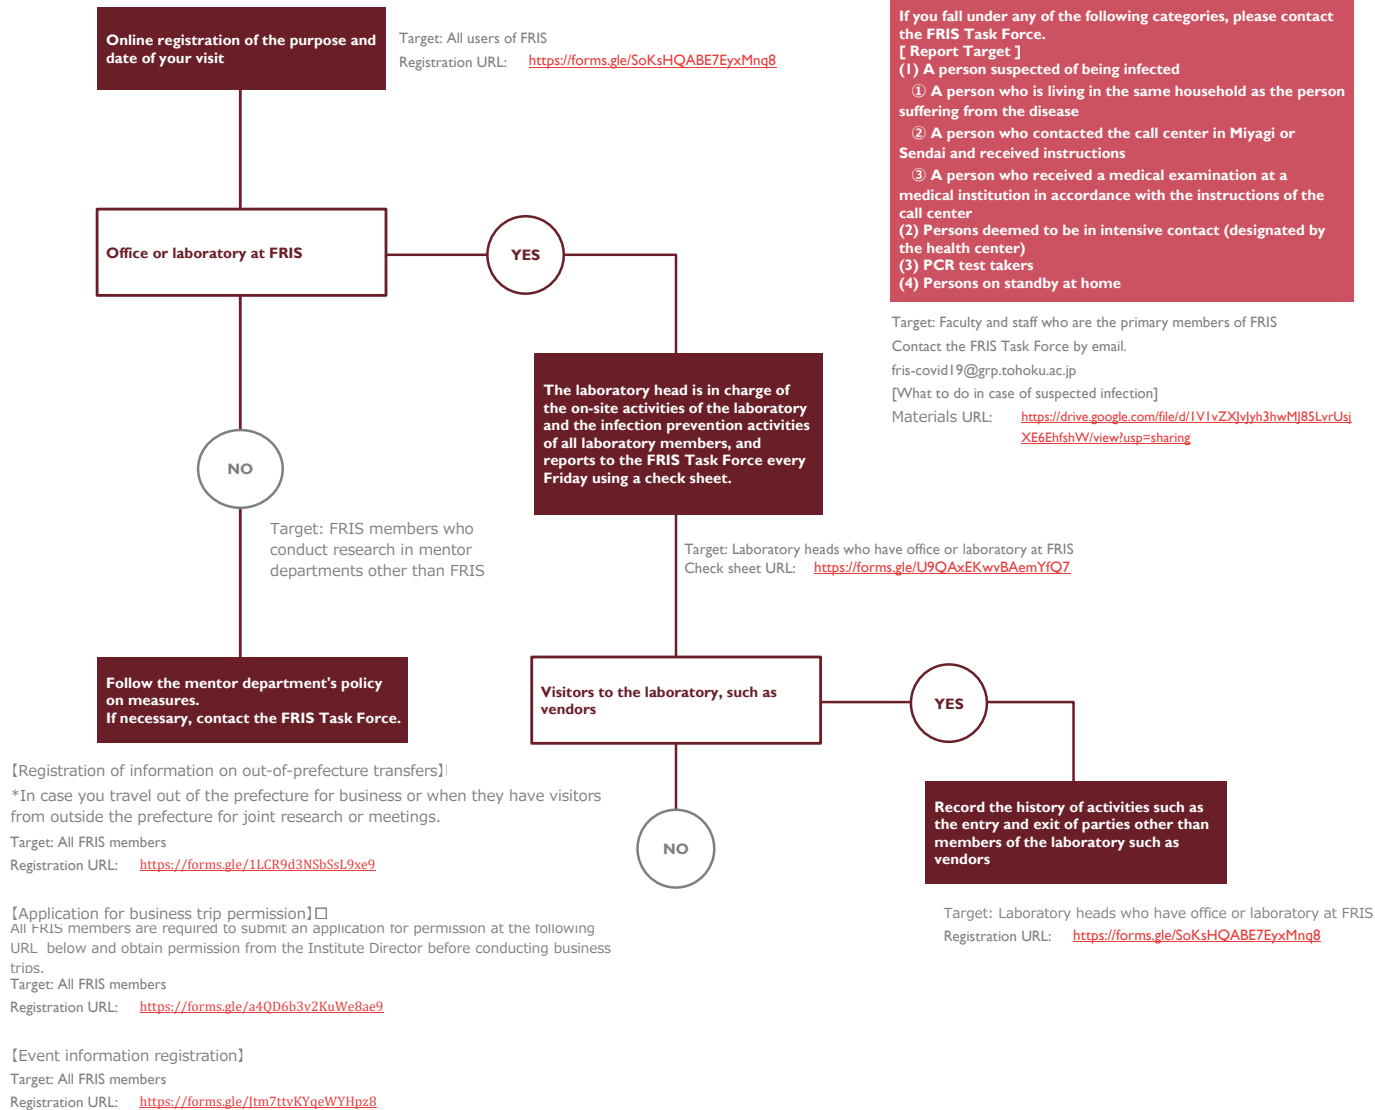 Online registration of the purpose and
date of your visit
Target: All users of FRIS
Registration URL: https://forms.gle/SoKsHQABE7EyxMnq8
If you fall under any of the following categories, please contact
the FRIS Task Force.
[ Report Target ]
(1) A person suspected of being infected
① A person who is living in the same household as the person
suffering from the disease
② A person who contacted the call center in Miyagi or
Sendai and received instructions
③ A person who received a medical examination at a
medical institution in accordance with the instructions of the
call center
(2) Persons deemed to be in intensive contact (designated by
the health center)
(3) PCR test takers
(4) Persons on standby at home
Target: Faculty and staff who are the primary members of FRIS
Contact the FRIS Task Force by email.
fris-covid19@grp.tohoku.ac.jp
[What to do in case of suspected infection]
Materials URL: https://drive.google.com/file/d/1V1vZXJvJyh3hwMJ85LvrUsj
XE6EhfshW/view?usp=sharing
Office or laboratory at FRIS
YES
The laboratory head is in charge of
the on-site activities of the laboratory
and the infection prevention activities
of all laboratory members, and
reports to the FRIS Task Force every
Friday using a check sheet.
NO
Target: FRIS members who
conduct research in mentor
departments other than FRIS
Target: Laboratory heads who have office or laboratory at FRIS
Check sheet URL: https://forms.gle/U9QAxEKwvBAemYfQ7
Follow the mentor department's policy
on measures.
If necessary, contact the FRIS Task Force.
Visitors to the laboratory, such as
vendors
YES
NO
Record the history of activities such as
the entry and exit of parties other than
members of the laboratory such as
vendors
Target: Laboratory heads who have office or laboratory at FRIS
Registration URL: https://forms.gle/SoKsHQABE7EyxMnq8
【Registration of information on out-of-prefecture transfers】
*In case you travel out of the prefecture for business or when they have visitors
from outside the prefecture for joint research or meetings.
Target: All FRIS members
Registration URL: https://forms.gle/1LCR9d3NSbSsL9xe9
【Application for business trip permission】□
All FRIS members are required to submit an application for permission at the following
URL below and obtain permission from the Institute Director before conducting business
trips.
Target: All FRIS members
Registration URL: https://forms.gle/a4QD6b3v2KuWe8ae9
【Event information registration】
Target: All FRIS members
Registration URL: https://forms.gle/Jtm7ttvKYqeWYHpz8